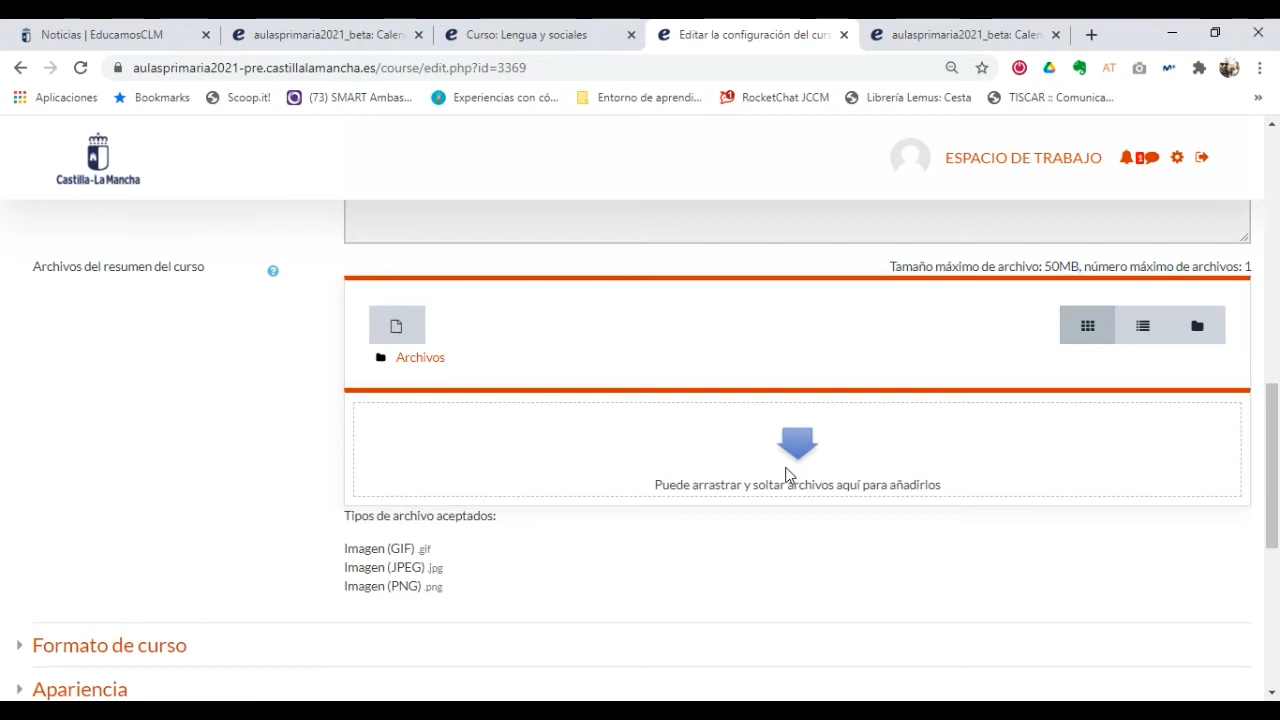 Noticias | EducamosCLM
aulasprimaria2021_beta: Calen
Curso: Lengua y sociales
Editar la configuración del curs
aulasprimaria2021_beta: Calen
aulasprimaria2021-pre.castillalamancha.es/course/edit.php?id=3369
Aplicaciones
Bookmarks
Scoop.it!
(73) SMART Ambas...
Experiencias con có...
Entorno de aprendi...
RocketChat JCCM
Librería Lemus: Cesta
TISCAR :: Comunica...
Castilla-La Mancha
ESPACIO DE TRABAJO
Archivos del resumen del curso
Tamaño máximo de archivo: 50MB, número máximo de archivos: 1
Archivos
Puede arrastrar y soltar archivos aquí para añadirlos
Tipos de archivo aceptados:
Imagen (GIF) .gif
Imagen (JPEG) .jpg
Imagen (PNG) .png
Formato de curso
Apariencia